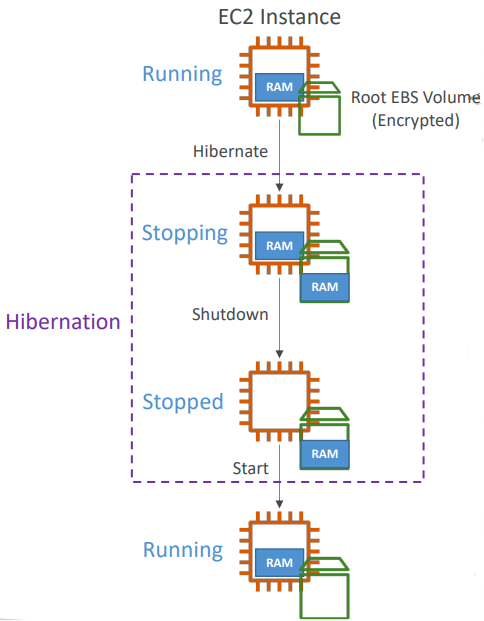 EC2 Instance
Running
RAM
Root EBS Volume
(Encrypted)
Hibernate
Stopping
RAM
RAM
Hibernation
Shutdown
Stopped
RAM
Start
Running
RAM